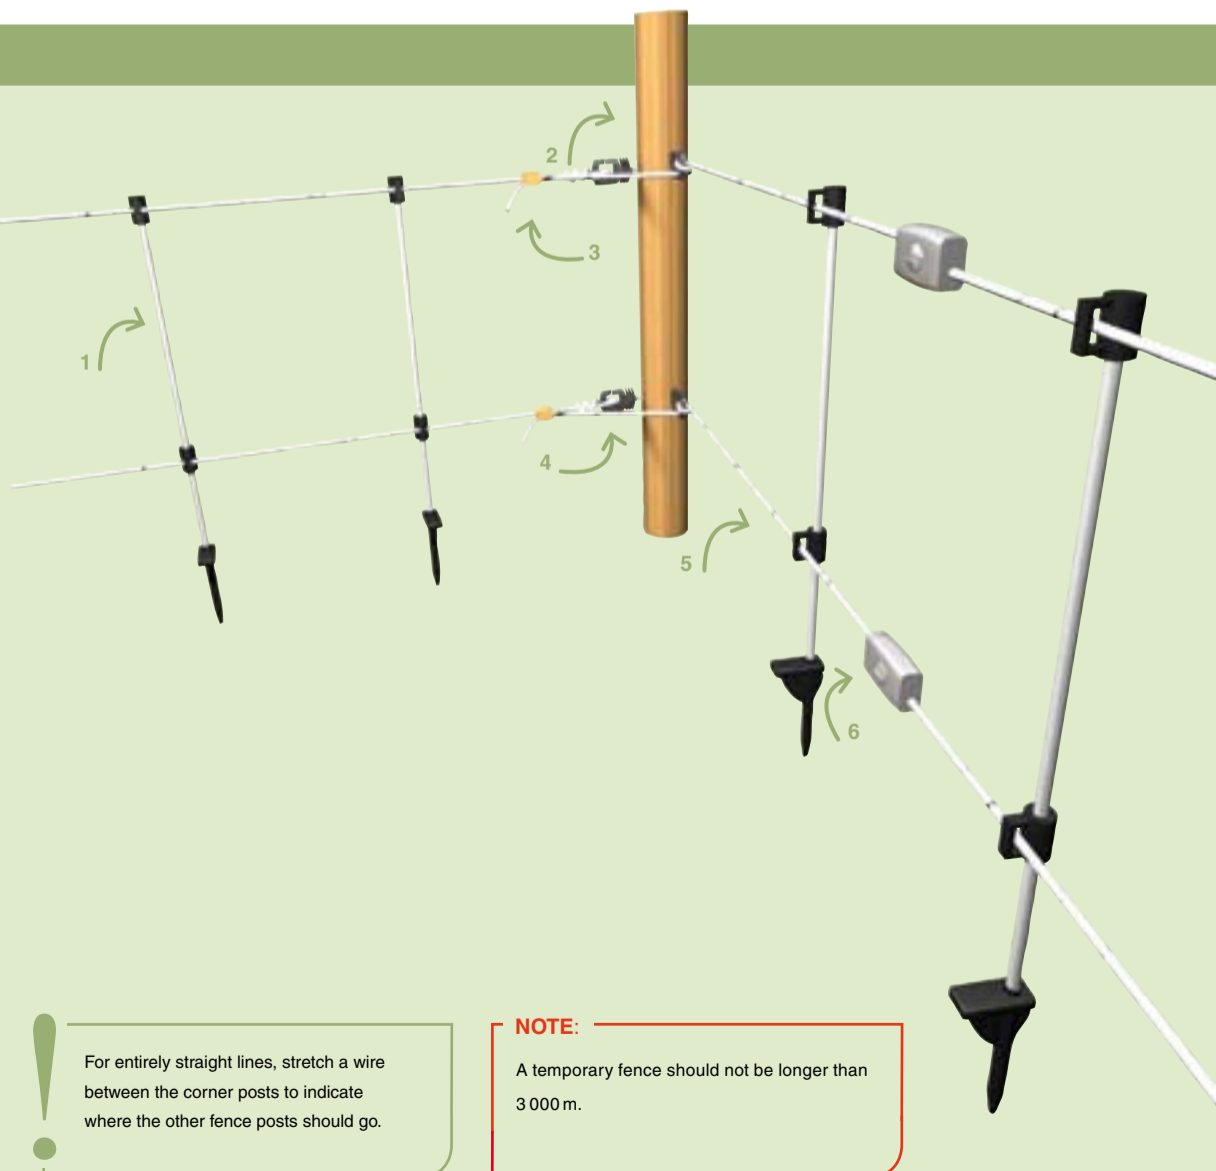 2
3
1
4
5
6
For entirely straight lines, stretch a wire
between the corner posts to indicate
where the other fence posts should go.
NOTE:
A temporary fence should not be longer than
3 000 m.